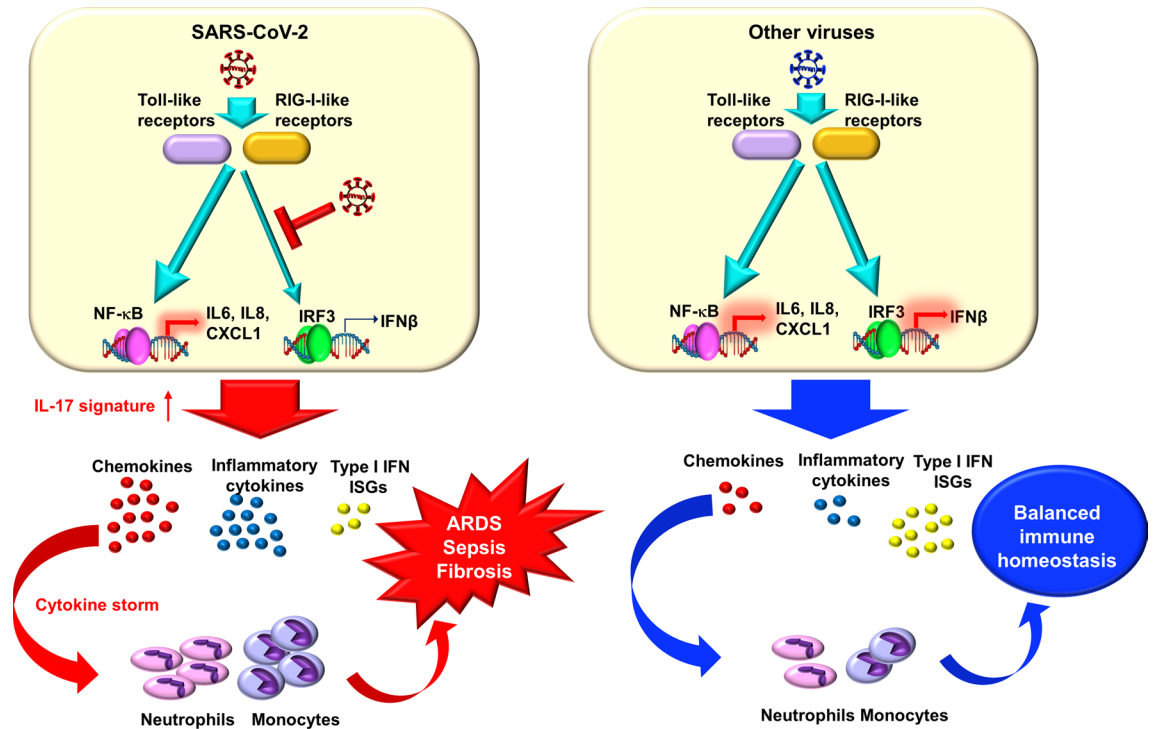 SARS-CoV-2
Toll-like
receptors
RIG-I-like
receptors
NF-κB
IL6, IL8,
CXCL1
IRF3
IFNβ
IL-17 signature
Chemokines
Inflammatory
cytokines
Type I IFN
ISGs
ARDS
Sepsis
Fibrosis
Cytokine storm
Neutrophils
Monocytes
Other viruses
Toll-like
receptors
RIG-I-like
receptors
NF-κB
IL6, IL8,
CXCL1
IRF3
IFNβ
Chemokines
Inflammatory
cytokines
Type I IFN
ISGs
Balanced
immune
homeostasis
Neutrophils Monocytes